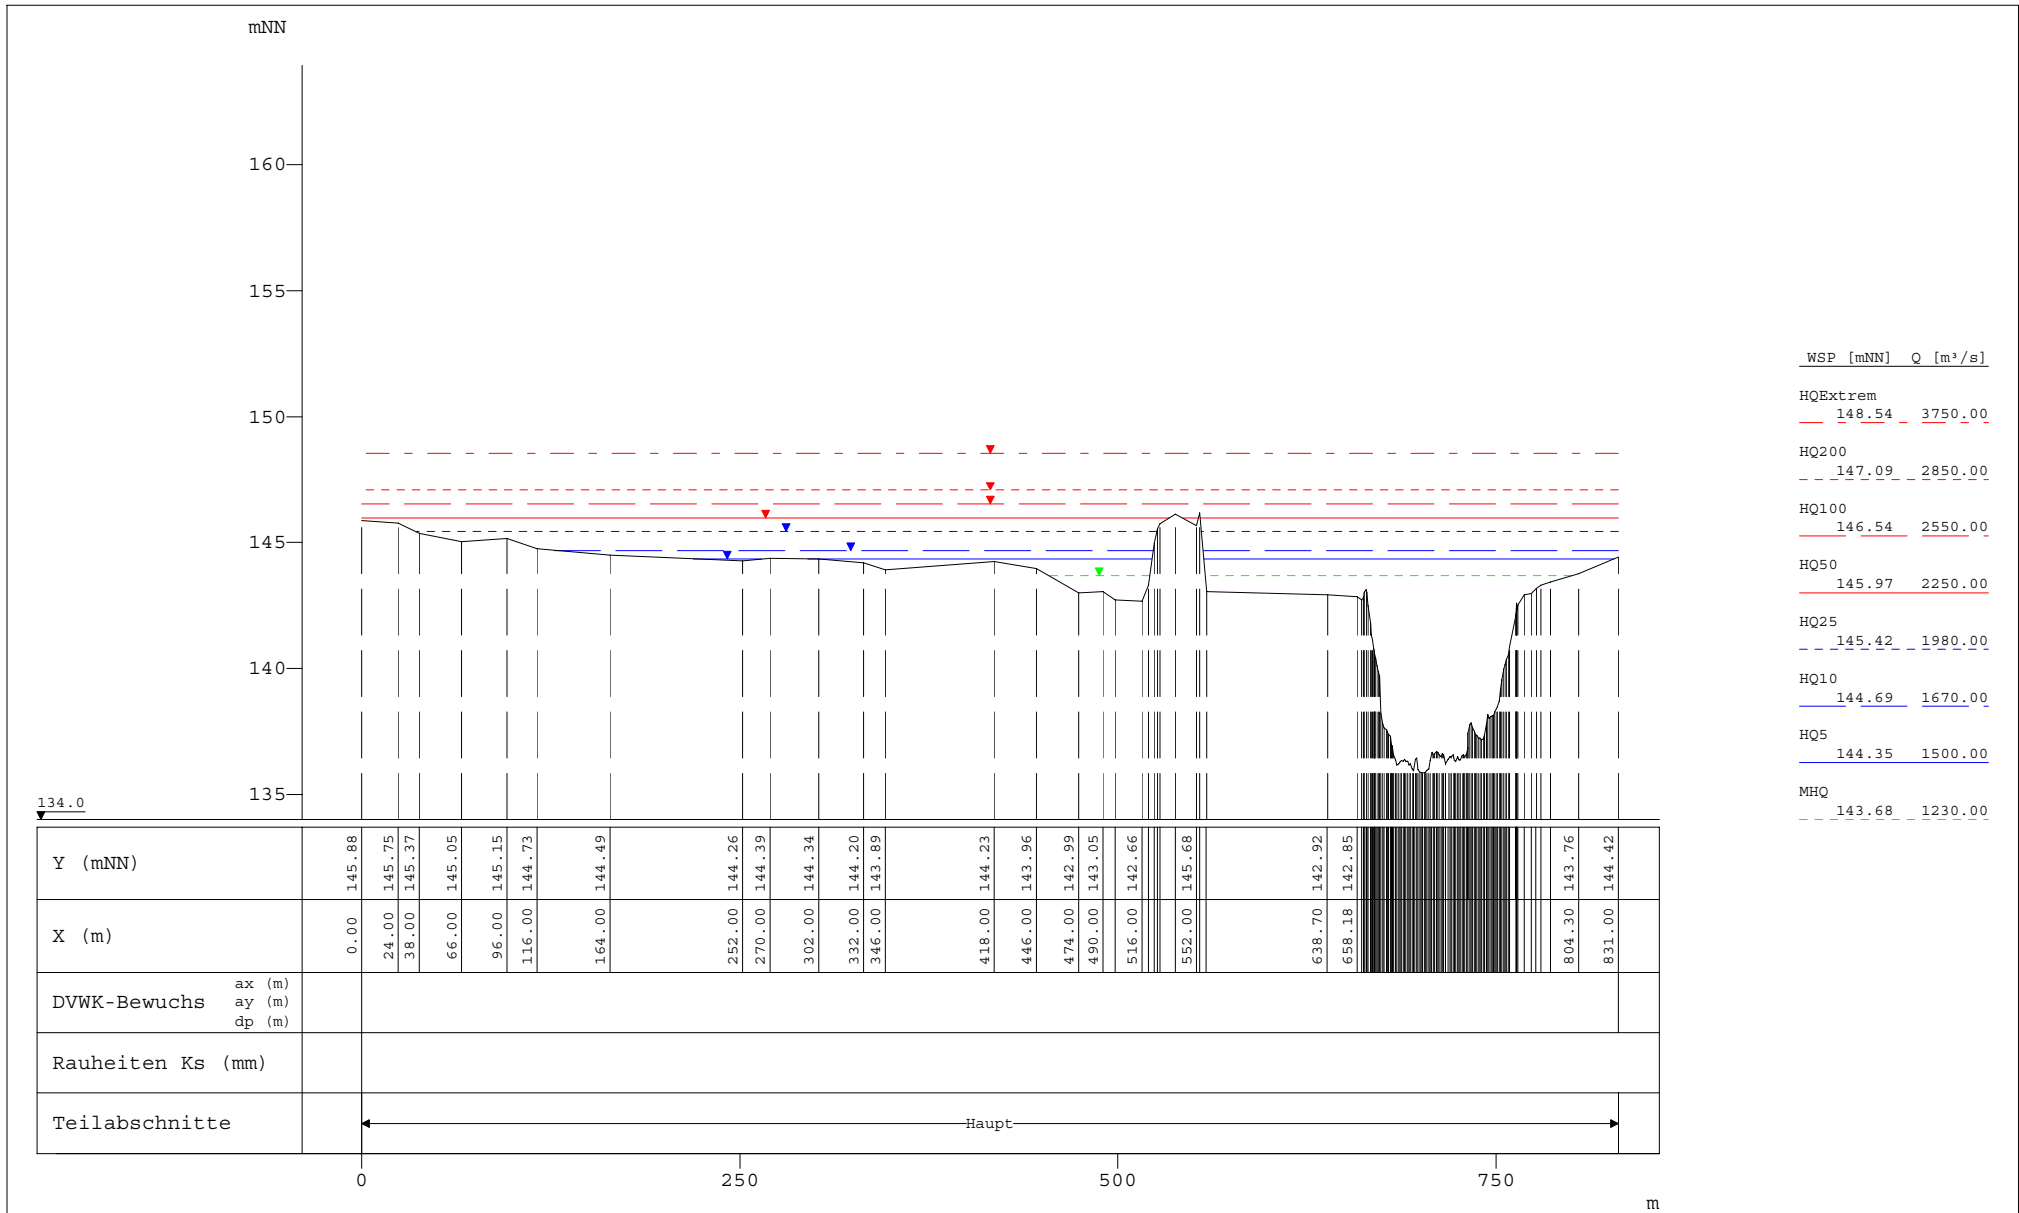 mNN
160
155
150
145
140
135
134.0
WSP [mNN] Q [m³/s]
HQExtrem
148.54 3750.00
HQ200
147.09 2850.00
HQ100
146.54 2550.00
HQ50
145.97 2250.00
HQ25
145.42 1980.00
HQ10
144.69 1670.00
HQ5
144.35 1500.00
MHQ
143.68 1230.00
Y (mNN) 145.88 145.75 145.37 145.05 145.15 144.73 144.49 144.26 144.39 144.34 144.20 143.89 144.23 143.96 142.99 143.05 142.66 145.68 142.92 142.85 143.76 144.42
X (m) 0.00 24.00 38.00 66.00 96.00 116.00 164.00 252.00 270.00 302.00 332.00 346.00 418.00 446.00 474.00 490.00 516.00 552.00 638.70 658.18 804.30 831.00
DVWK-Bewuchs
ax (m)
ay (m)
dp (m)
Rauheiten Ks (mm)
Teilabschnitte Haupt
0 250 500 750
m